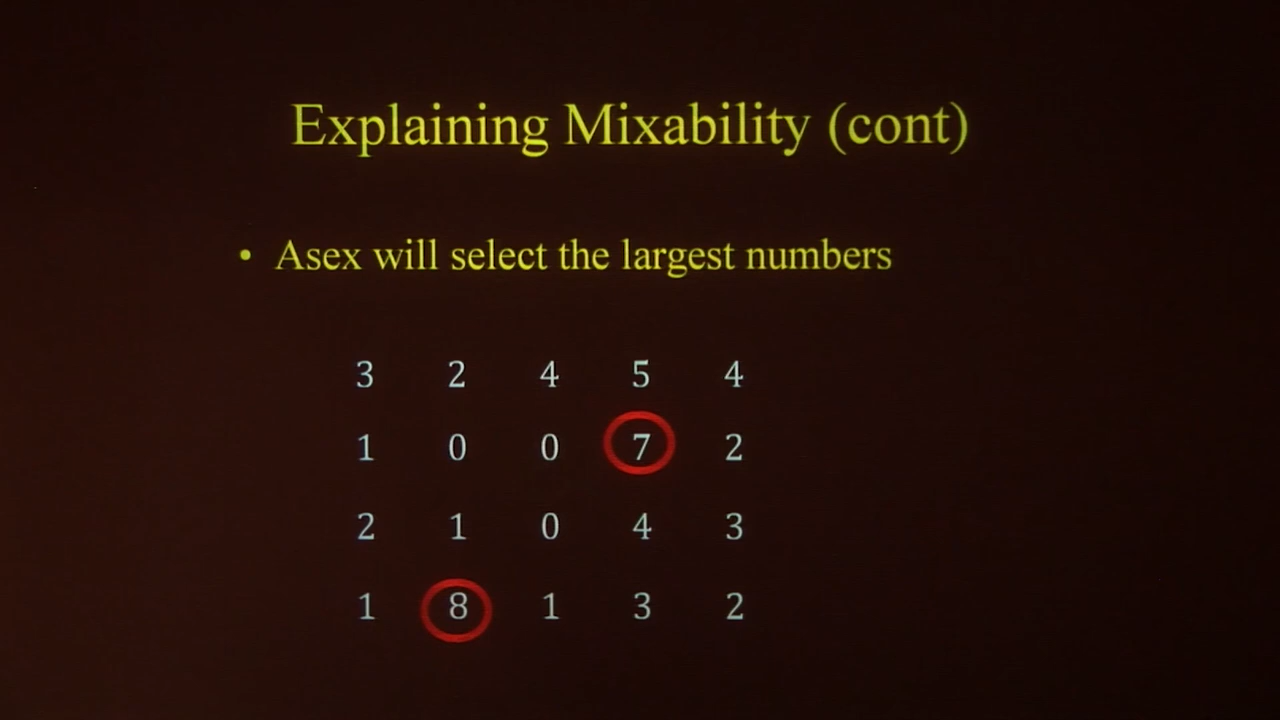 Explaining Mixability (cont)
• Asex will select the largest numbers
3 2 4 5 4
1 0 0 7 2
2 1 0 4 3
1 8 1 3 2